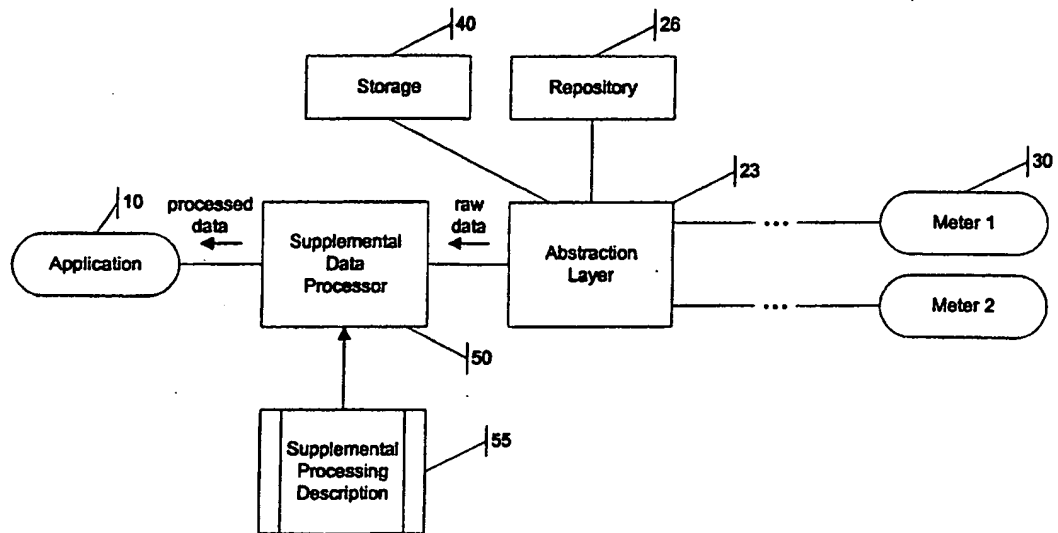 40
26
Storage
Repository
23
30
10
processed
data
raw
data
Application
Supplemental
Data
Processor
Abstraction
Layer
...
Meter 1
...
Meter 2
50
55
Supplemental
Processing
Description